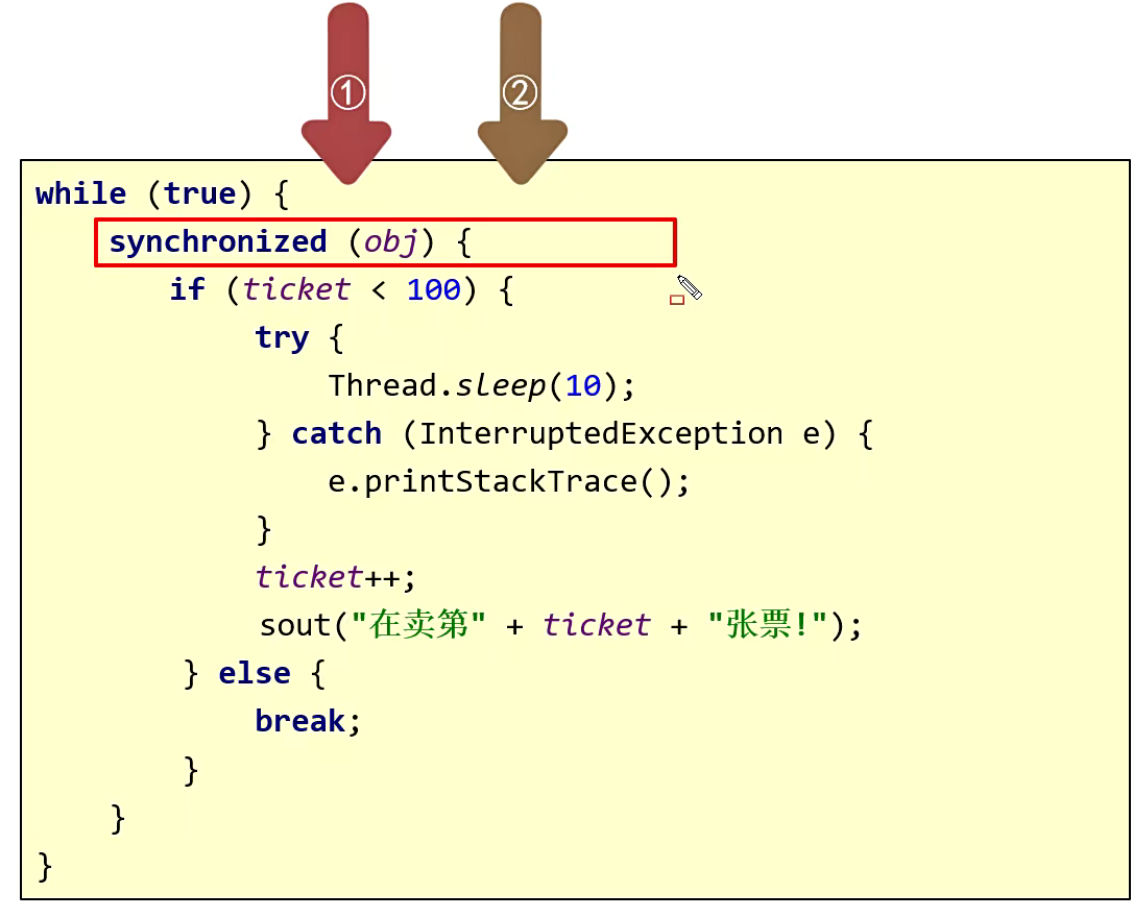 ① ②
while (true) {
synchronized (obj) {
if (ticket < 100) {
try {
Thread.sleep(10);
} catch (InterruptedException e) {
e.printStackTrace();
}
ticket++;
sout("在卖第" + ticket + "张票!");
} else {
break;
}
}
}